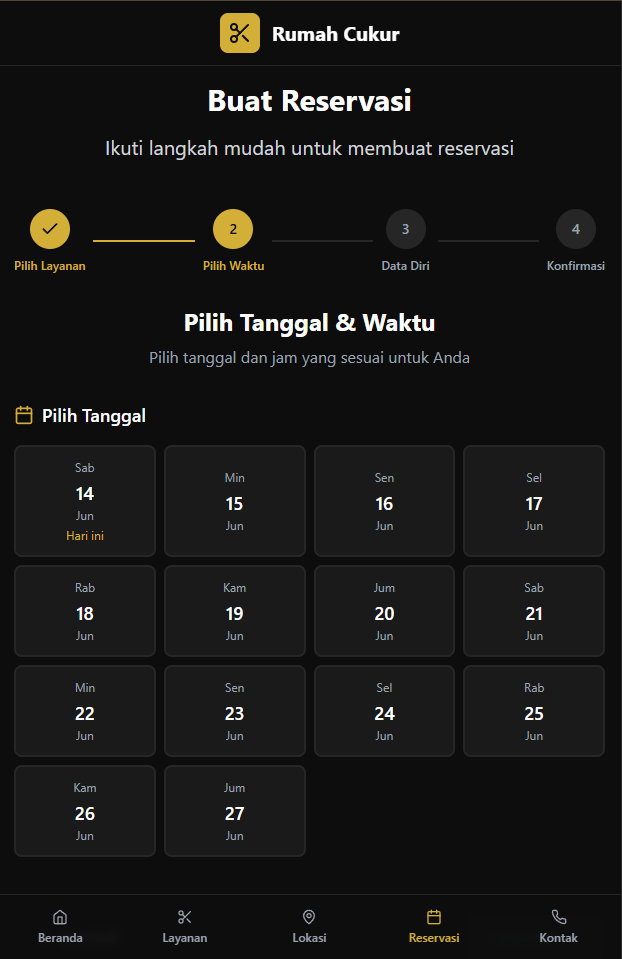 Rumah Cukur
Buat Reservasi
Ikuti langkah mudah untuk membuat reservasi
2
3
4
Pilih Layanan
Pilih Waktu
Data Diri
Konfirmasi
Pilih Tanggal & Waktu
Pilih tanggal dan jam yang sesuai untuk Anda
Pilih Tanggal
Sab
14
Jun
Hari ini
Min
15
Jun
Sen
16
Jun
Sel
17
Jun
Rab
18
Jun
Kam
19
Jun
Jum
20
Jun
Sab
21
Jun
Min
22
Jun
Sen
23
Jun
Sel
24
Jun
Rab
25
Jun
Kam
26
Jun
Jum
27
Jun
Beranda
Layanan
Lokasi
Reservasi
Kontak